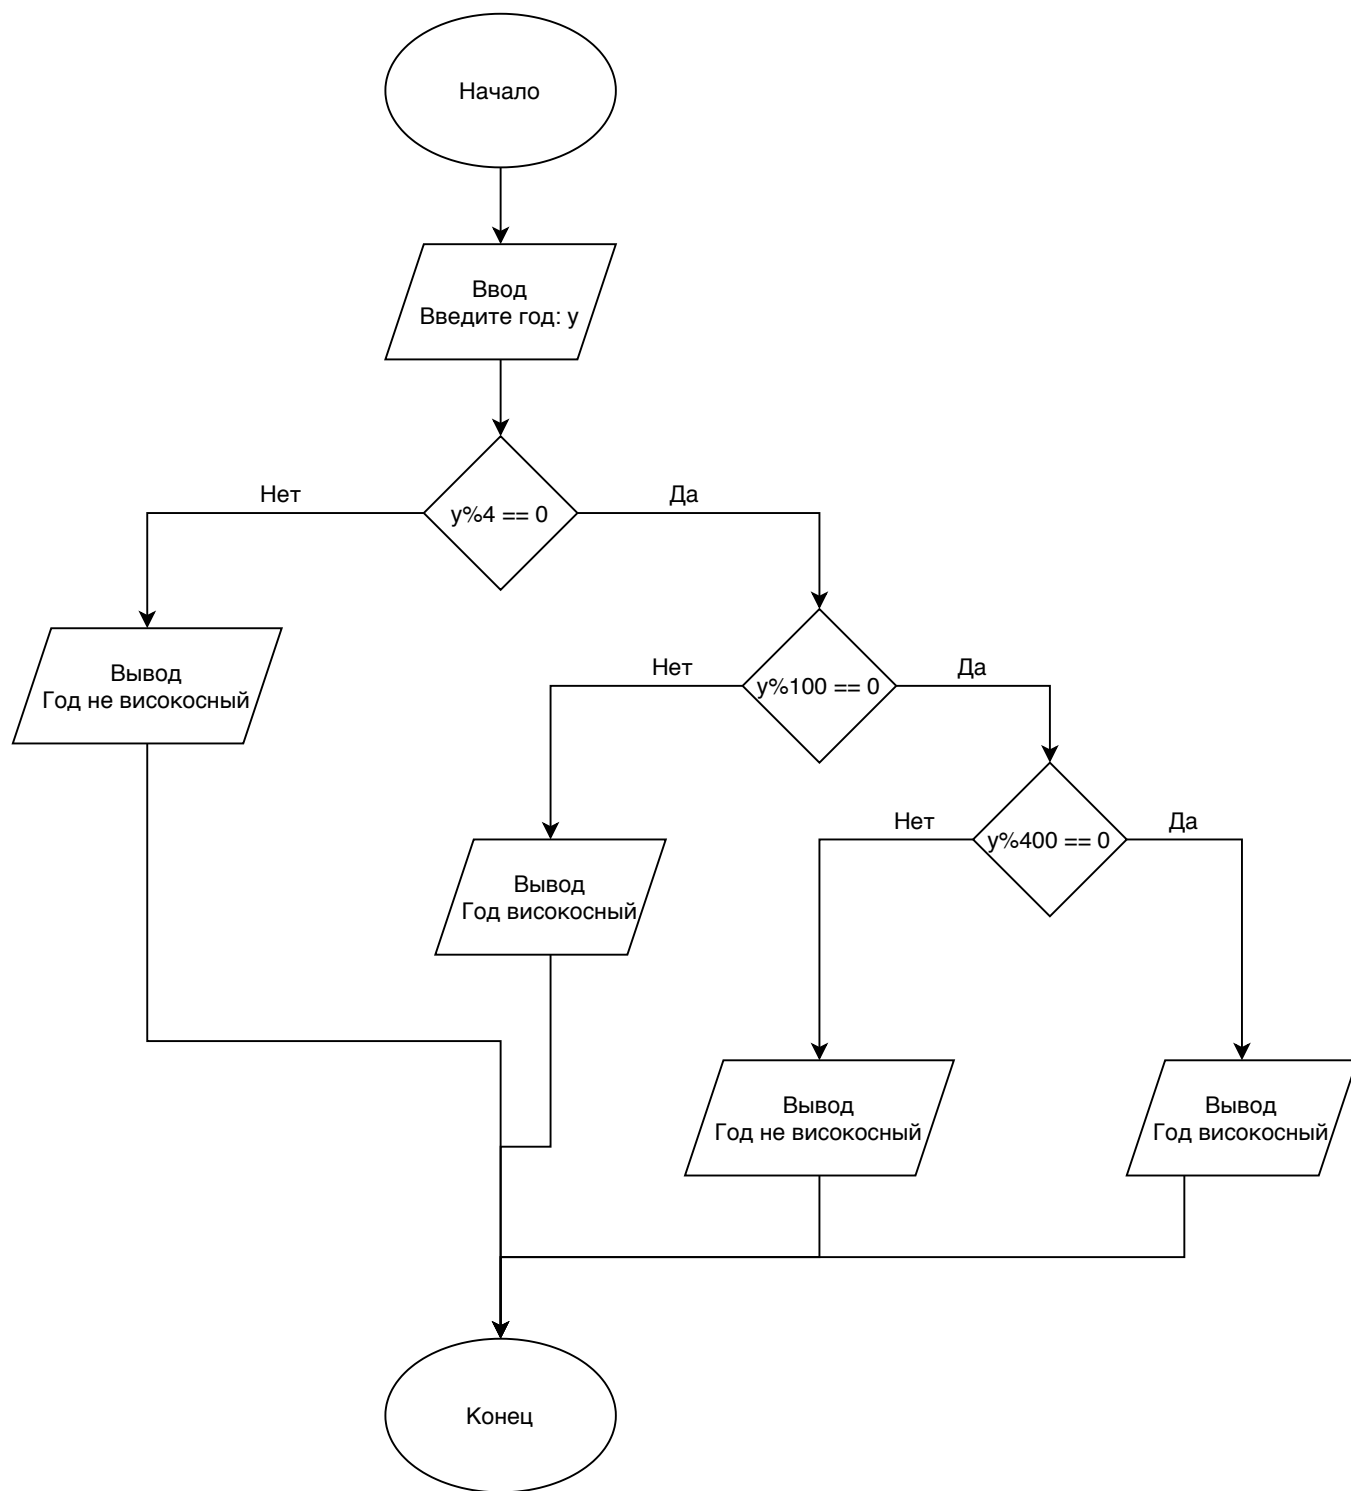 Начало
Ввод
Введите год: y
Нет
Да
y%4 == 0
Вывод
Год не високосный
Нет
Да
y%100 == 0
Нет
Да
y%400 == 0
Вывод
Год високосный
Вывод
Год не високосный
Вывод
Год високосный
Конец